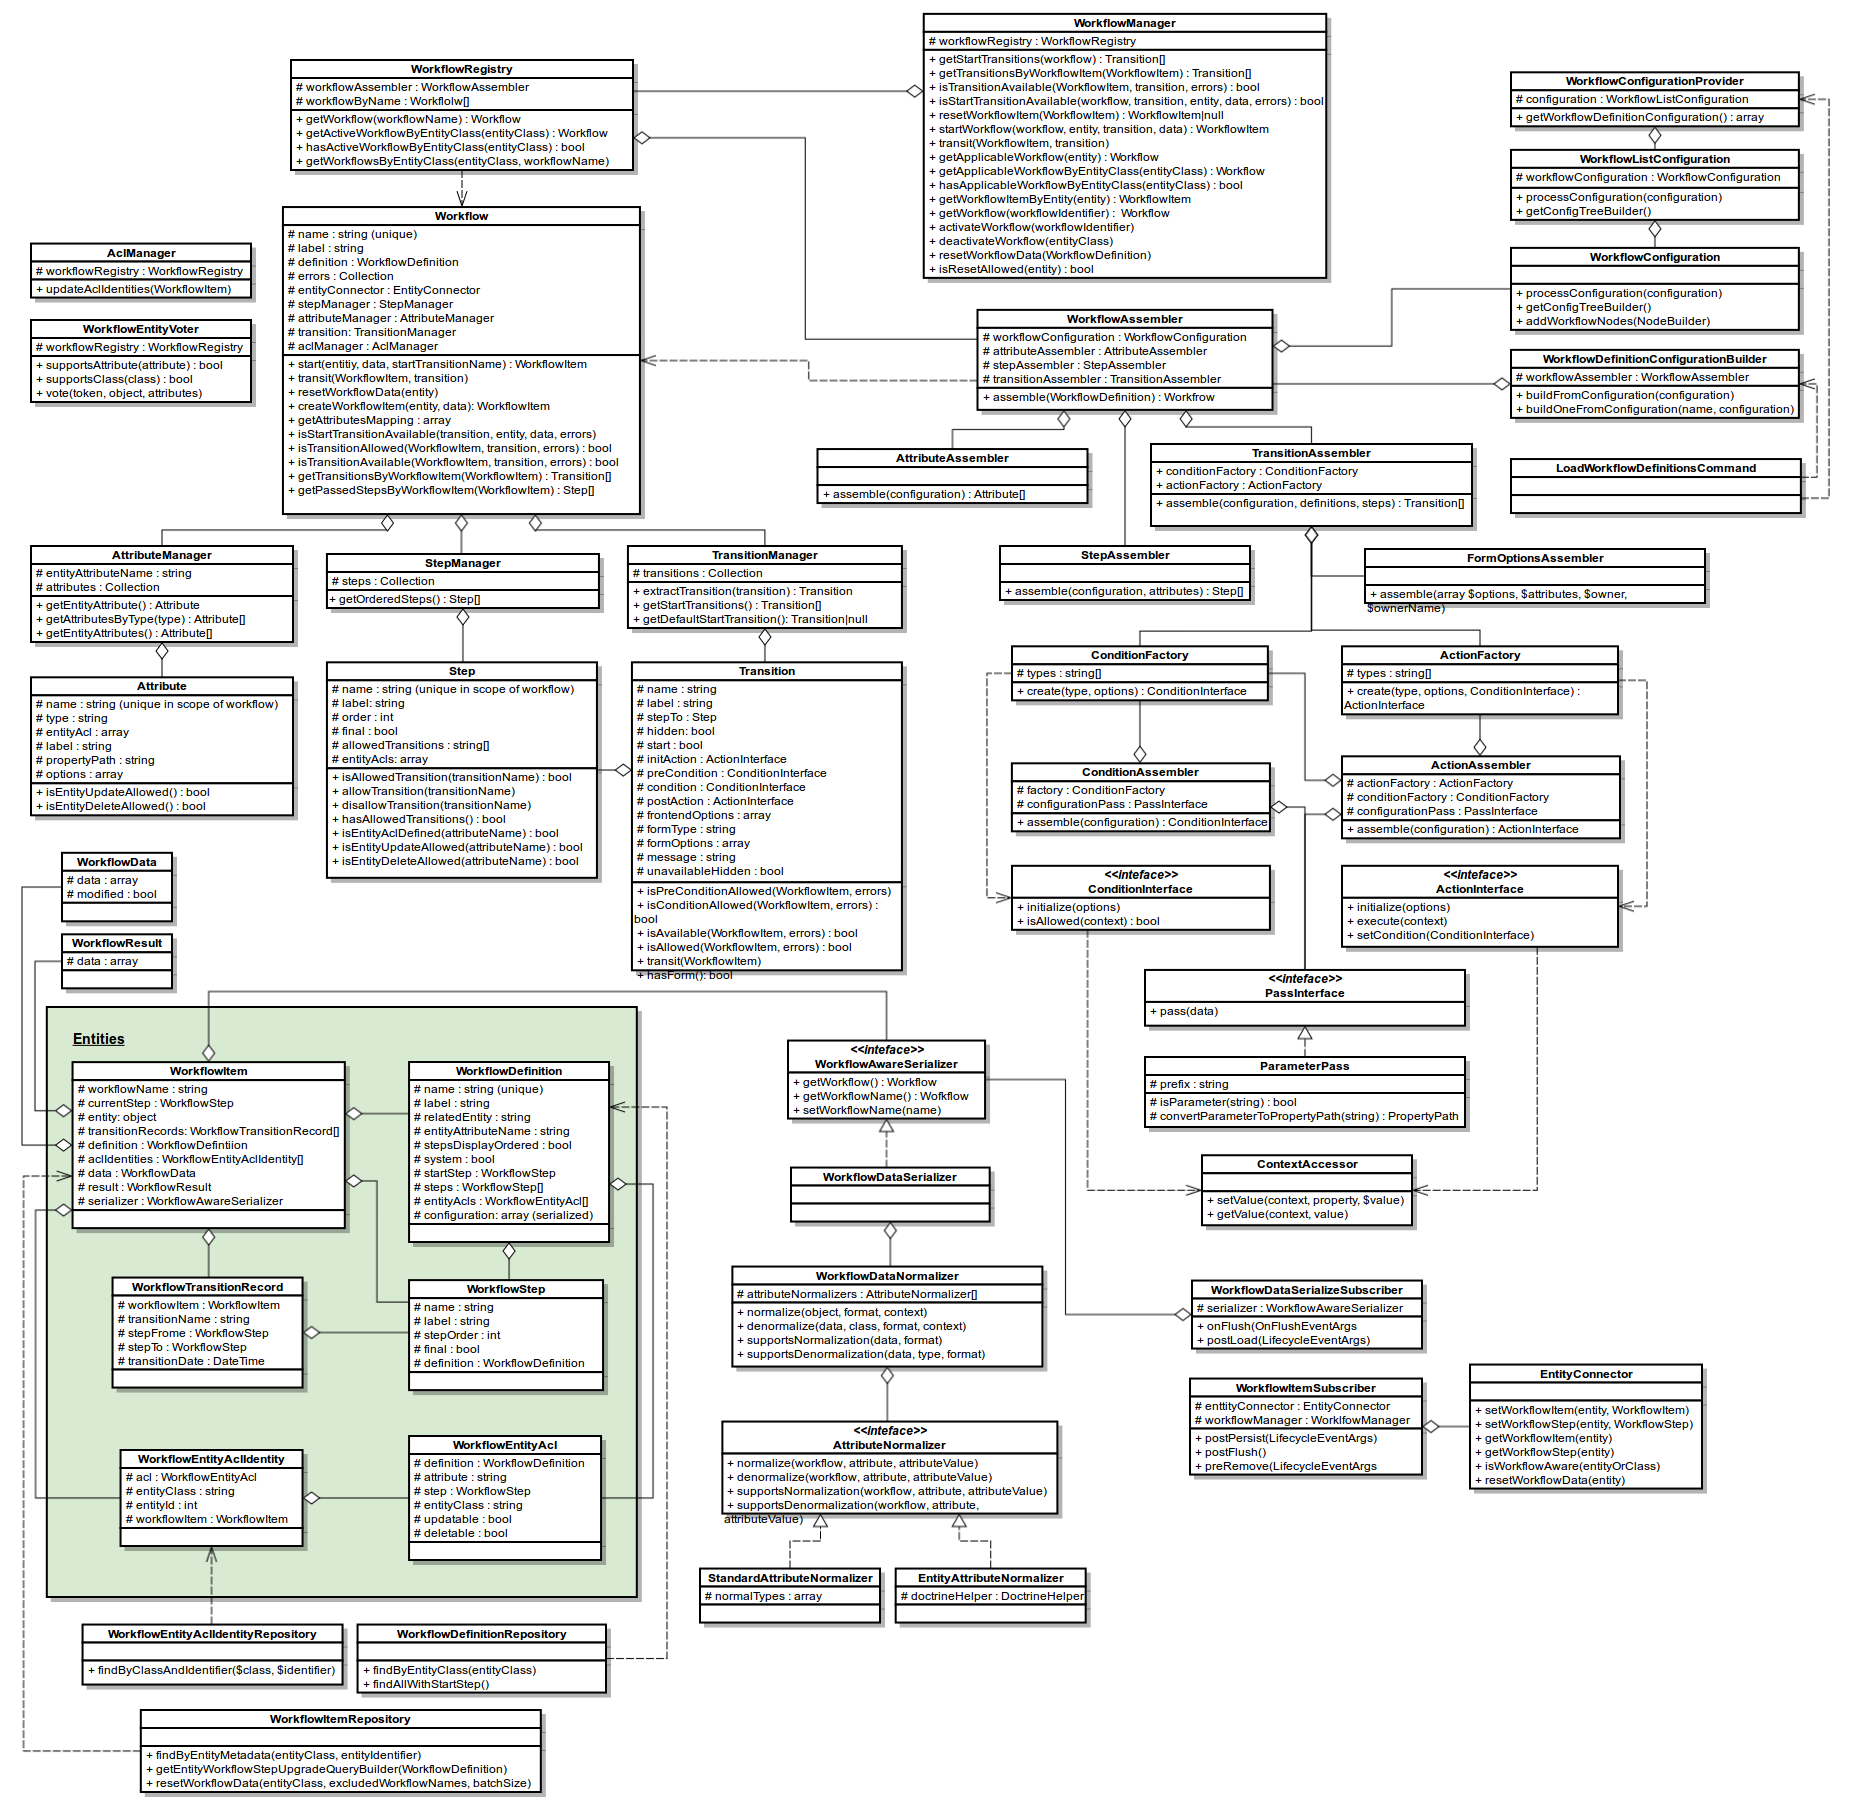 WorkflowManager
# workflowRegistry : WorkflowRegistry
+ getStartTransitions(workflow) : Transition[]
+ getTransitionsByWorkflowItem(WorkflowItem) : Transition[]
+ isTransitionAvailable(WorkflowItem, transition, errors) : bool
+ isStartTransitionAvailable(workflow, transition, entity, data, errors) : bool
+ resetWorkflowItem(WorkflowItem) : WorkflowItem|null
+ startWorkflow(workflow, entity, transition, data) : WorkflowItem
+ transit(WorkflowItem, transition)
+ getApplicableWorkflow(entity) : Workflow
+ getApplicableWorkflowByEntityClass(entityClass) : Workflow
+ hasApplicableWorkflowByEntityClass(entityClass) : bool
+ getWorkflowItemByEntity(entity) : WorkflowItem
+ getWorkflow(workflowIdentifier) :  Workflow
+ activateWorkflow(workflowIdentifier)
+ deactivateWorkflow(entityClass)
+ resetWorkflowData(WorkflowDefinition)
+ isResetAllowed(entity) : bool
WorkflowRegistry
# workflowAssembler : WorkflowAssembler
# workflowByName : Workfolw[]
+ getWorkflow(workflowName) : Workflow
+ getActiveWorkflowByEntityClass(entityClass) : Workflow
+ hasActiveWorkflowByEntityClass(entityClass) : bool
+ getWorkflowsByEntityClass(entityClass, workflowName)
WorkflowConfigurationProvider
# configuration : WorkflowListConfiguration
+ getWorkflowDefinitionConfiguration() : array
WorkflowListConfiguration
# workflowConfiguration : WorkflowConfiguration
+ processConfiguration(configuration)
+ getConfigTreeBuilder()
WorkflowConfiguration
+ processConfiguration(configuration)
+ getConfigTreeBuilder()
+ addWorkflowNodes(NodeBuilder)
WorkflowDefinitionConfigurationBuilder
# workflowAssembler : WorkflowAssembler
+ buildFromConfiguration(configuration)
+ buildOneFromConfiguration(name, configuration)
LoadWorkflowDefinitionsCommand
AclManager
# workflowRegistry : WorkflowRegistry
+ updateAclIdentities(WorkflowItem)
WorkflowEntityVoter
# workflowRegistry : WorkflowRegistry
+ supportsAttribute(attribute) : bool
+ supportsClass(class) : bool
+ vote(token, object, attributes)
Workflow
# name : string (unique)
# label : string
# definition : WorkflowDefinition
# errors : Collection
# entityConnector : EntityConnector
# stepManager : StepManager
# attributeManager : AttributeManager
# transition: TransitionManager
# aclManager : AclManager
+ start(entity, data, startTransitionName) : WorkflowItem
+ transit(WorkflowItem, transition)
+ resetWorkflowData(entity)
+ createWorkflowItem(entity, data): WorkflowItem
+ getAttributesMapping : array
+ isStartTransitionAvailable(transition, entity, data, errors)
+ isTransitionAllowed(WorkflowItem, transition, errors) : bool
+ isTransitionAvailable(WorkflowItem, transition, errors) : bool
+ getTransitionsByWorkflowItem(WorkflowItem) : Transition[]
+ getPassedStepsByWorkflowItem(WorkflowItem) : Step[]
WorkflowAssembler
# workflowConfiguration : WorkflowConfiguration
# attributeAssembler : AttributeAssembler
# stepAssembler : StepAssembler
# transitionAssembler : TransitionAssembler
+ assemble(WorkflowDefinition) : Workfrow
AttributeAssembler
+ assemble(configuration) : Attribute[]
TransitionAssembler
+ conditionFactory : ConditionFactory
+ actionFactory : ActionFactory
+ assemble(configuration, definitions, steps) : Transition[]
StepAssembler
+ assemble(configuration, attributes) : Step[]
FormOptionsAssembler
+ assemble(array $options, $attributes, $owner,
$ownerName)
AttributeManager
# entityAttributeName : string
# attributes : Collection
+ getEntityAttribute() : Attribute
+ getAttributesByType(type) : Attribute[]
+ getEntityAttributes() : Attribute[]
StepManager
# steps : Collection
+ getOrderedSteps() : Step[]
TransitionManager
# transitions : Collection
+ extractTransition(transition) : Transition
+ getStartTransitions() : Transition[]
+ getDefaultStartTransition(): Transition|null
Attribute
# name : string (unique in scope of workflow)
# type : string
# entityAcl : array
# label : string
# propertyPath : string
# options : array
+ isEntityUpdateAllowed() : bool
+ isEntityDeleteAllowed() : bool
Step
# name : string (unique in scope of workflow)
# label: string
# order : int
# final : bool
# allowedTransitions : string[]
# entityAcls: array
+ isAllowedTransition(transitionName) : bool
+ allowTransition(transitionName)
+ disallowTransition(transitionName)
+ hasAllowedTransitions() : bool
+ isEntityAclDefined(attributeName) : bool
+ isEntityUpdateAllowed(attributeName) : bool
+ isEntityDeleteAllowed(attributeName) : bool
Transition
# name : string
# label : string
# stepTo : Step
# hidden: bool
# start : bool
# initAction : ActionInterface
# preCondition : ConditionInterface
# condition : ConditionInterface
# postAction : ActionInterface
# frontendOptions : array
# formType : string
# formOptions : array
# message : string
# unavailableHidden : bool
+ isPreConditionAllowed(WorkflowItem, errors)
+ isConditionAllowed(WorkflowItem, errors) :
bool
+ isAvailable(WorkflowItem, errors) : bool
+ isAllowed(WorkflowItem, errors) : bool
+ transit(WorkflowItem)
+ hasForm(): bool
ConditionFactory
# types : string[]
+ create(type, options) : ConditionInterface
ActionFactory
# types : string[]
+ create(type, options, ConditionInterface) :
ActionInterface
ConditionAssembler
# factory : ConditionFactory
# configurationPass : PassInterface
+ assemble(configuration) : ConditionInterface
ActionAssembler
# actionFactory : ActionFactory
# conditionFactory : ConditionFactory
# configurationPass : PassInterface
+ assemble(configuration) : ActionInterface
<<inteface>>
ConditionInterface
+ initialize(options)
+ isAllowed(context) : bool
<<inteface>>
ActionInterface
+ initialize(options)
+ execute(context)
+ setCondition(ConditionInterface)
<<inteface>>
PassInterface
+ pass(data)
ParameterPass
# prefix : string
# isParameter(string) : bool
# convertParameterToPropertyPath(string) : PropertyPath
ContextAccessor
+ setValue(context, property, $value)
+ getValue(context, value)
WorkflowData
# data : array
# modified : bool
WorkflowResult
# data : array
Entities
WorkflowItem
# workflowName : string
# currentStep : WorkflowStep
# entity: object
# transitionRecords: WorkflowTransitionRecord[]
# definition : WorkflowDefintiion
# aclIdentities : WorkflowEntityAclIdentity[]
# data : WorkflowData
# result : WorkflowResult
# serializer : WorkflowAwareSerializer
WorkflowDefinition
# name : string (unique)
# label : string
# relatedEntity : string
# entityAttributeName : string
# stepsDisplayOrdered : bool
# system : bool
# startStep : WorkflowStep
# steps : WorkflowStep[]
# entityAcls : WorkflowEntityAcl[]
# configuration: array (serialized)
WorkflowTransitionRecord
# workflowItem : WorkflowItem
# transitionName : string
# stepFrome : WorkflowStep
# stepTo : WorkflowStep
# transitionDate : DateTime
WorkflowStep
# name : string
# label : string
# stepOrder : int
# final : bool
# definition : WorkflowDefinition
WorkflowEntityAclIdentity
# acl : WorkflowEntityAcl
# entityClass : string
# entityId : int
# workflowItem : WorkflowItem
WorkflowEntityAcl
# definition : WorkflowDefinition
# attribute : string
# step : WorkflowStep
# entityClass : string
# updatable : bool
# deletable : bool
WorkflowEntityAclIdentityRepository
+ findByClassAndIdentifier($class, $identifier)
WorkflowDefinitionRepository
+ findByEntityClass(entityClass)
+ findAllWithStartStep()
WorkflowItemRepository
+ findByEntityMetadata(entityClass, entityIdentifier)
+ getEntityWorkflowStepUpgradeQueryBuilder(WorkflowDefinition)
+ resetWorkflowData(entityClass, excludedWorkflowNames, batchSize)
<<inteface>>
WorkflowAwareSerializer
+ getWorkflow() : Workflow
+ getWorkflowName() : Wofkflow
+ setWorkflowName(name)
WorkflowDataSerializer
WorkflowDataNormalizer
# attributeNormalizers : AttributeNormalizer[]
+ normalize(object, format, context)
+ denormalize(data, class, format, context)
+ supportsNormalization(data, format)
+ supportsDenormalization(data, type, format)
<<inteface>>
AttributeNormalizer
+ normalize(workflow, attribute, attributeValue)
+ denormalize(workflow, attribute, attributeValue)
+ supportsNormalization(workflow, attribute, attributeValue)
+ supportsDenormalization(workflow, attribute,
attributeValue)
StandardAttributeNormalizer
# normalTypes : array
EntityAttributeNormalizer
# doctrineHelper : DoctrineHelper
WorkflowDataSerializeSubscriber
# serializer : WorkflowAwareSerializer
+ onFlush(OnFlushEventArgs
+ postLoad(LifecycleEventArgs)
WorkflowItemSubscriber
# enttityConnector : EntityConnector
# workflowManager : WorklfowManager
+ postPersist(LifecycleEventArgs)
+ postFlush()
+ preRemove(LifecycleEventArgs
EntityConnector
+ setWorkflowItem(entity, WorkflowItem)
+ setWorkflowStep(entity, WorkflowStep)
+ getWorkflowItem(entity)
+ getWorkflowStep(entity)
+ isWorkflowAware(entityOrClass)
+ resetWorkflowData(entity)